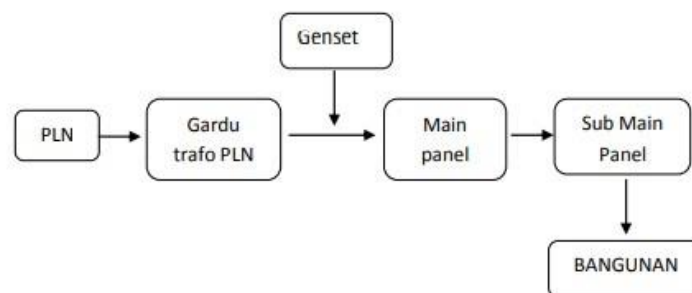 Genset
PLN
Gardu
trafo PLN
Main
panel
Sub Main
Panel
BANGUNAN